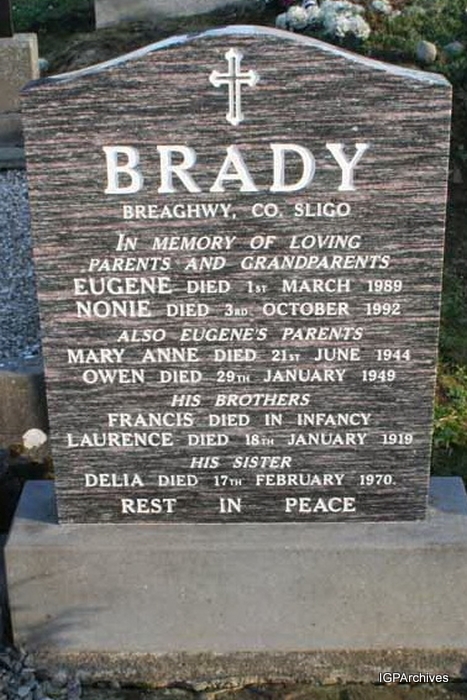 BRADY
BREAGHWY, CO. SLIGO
IN MEMORY OF LOVING
PARENTS AND GRANDPARENTS
EUGENE DIED 1ST MARCH 1989
NONIE DIED 3RD OCTOBER 1992
ALSO EUGENE'S PARENTS
MARY ANNE DIED 21ST JUNE 1944
OWEN DIED 29TH JANUARY 1949
HIS BROTHERS
FRANCIS DIED IN INFANCY
LAURENCE DIED 18TH JANUARY 1919
HIS SISTER
DELIA DIED 17TH FEBRUARY 1970.
REST IN PEACE
IGPArchives